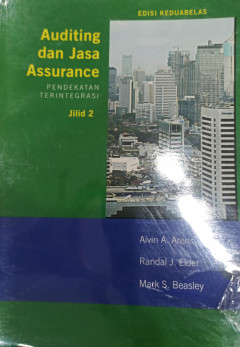 EDISI KEDUABELAS
Auditing
dan Jasa
Assurance
PENDEKATAN
TERINTEGRASI
Jilid 2
Alvin A. Arens
Randal J. Elder
Mark S. Beasley